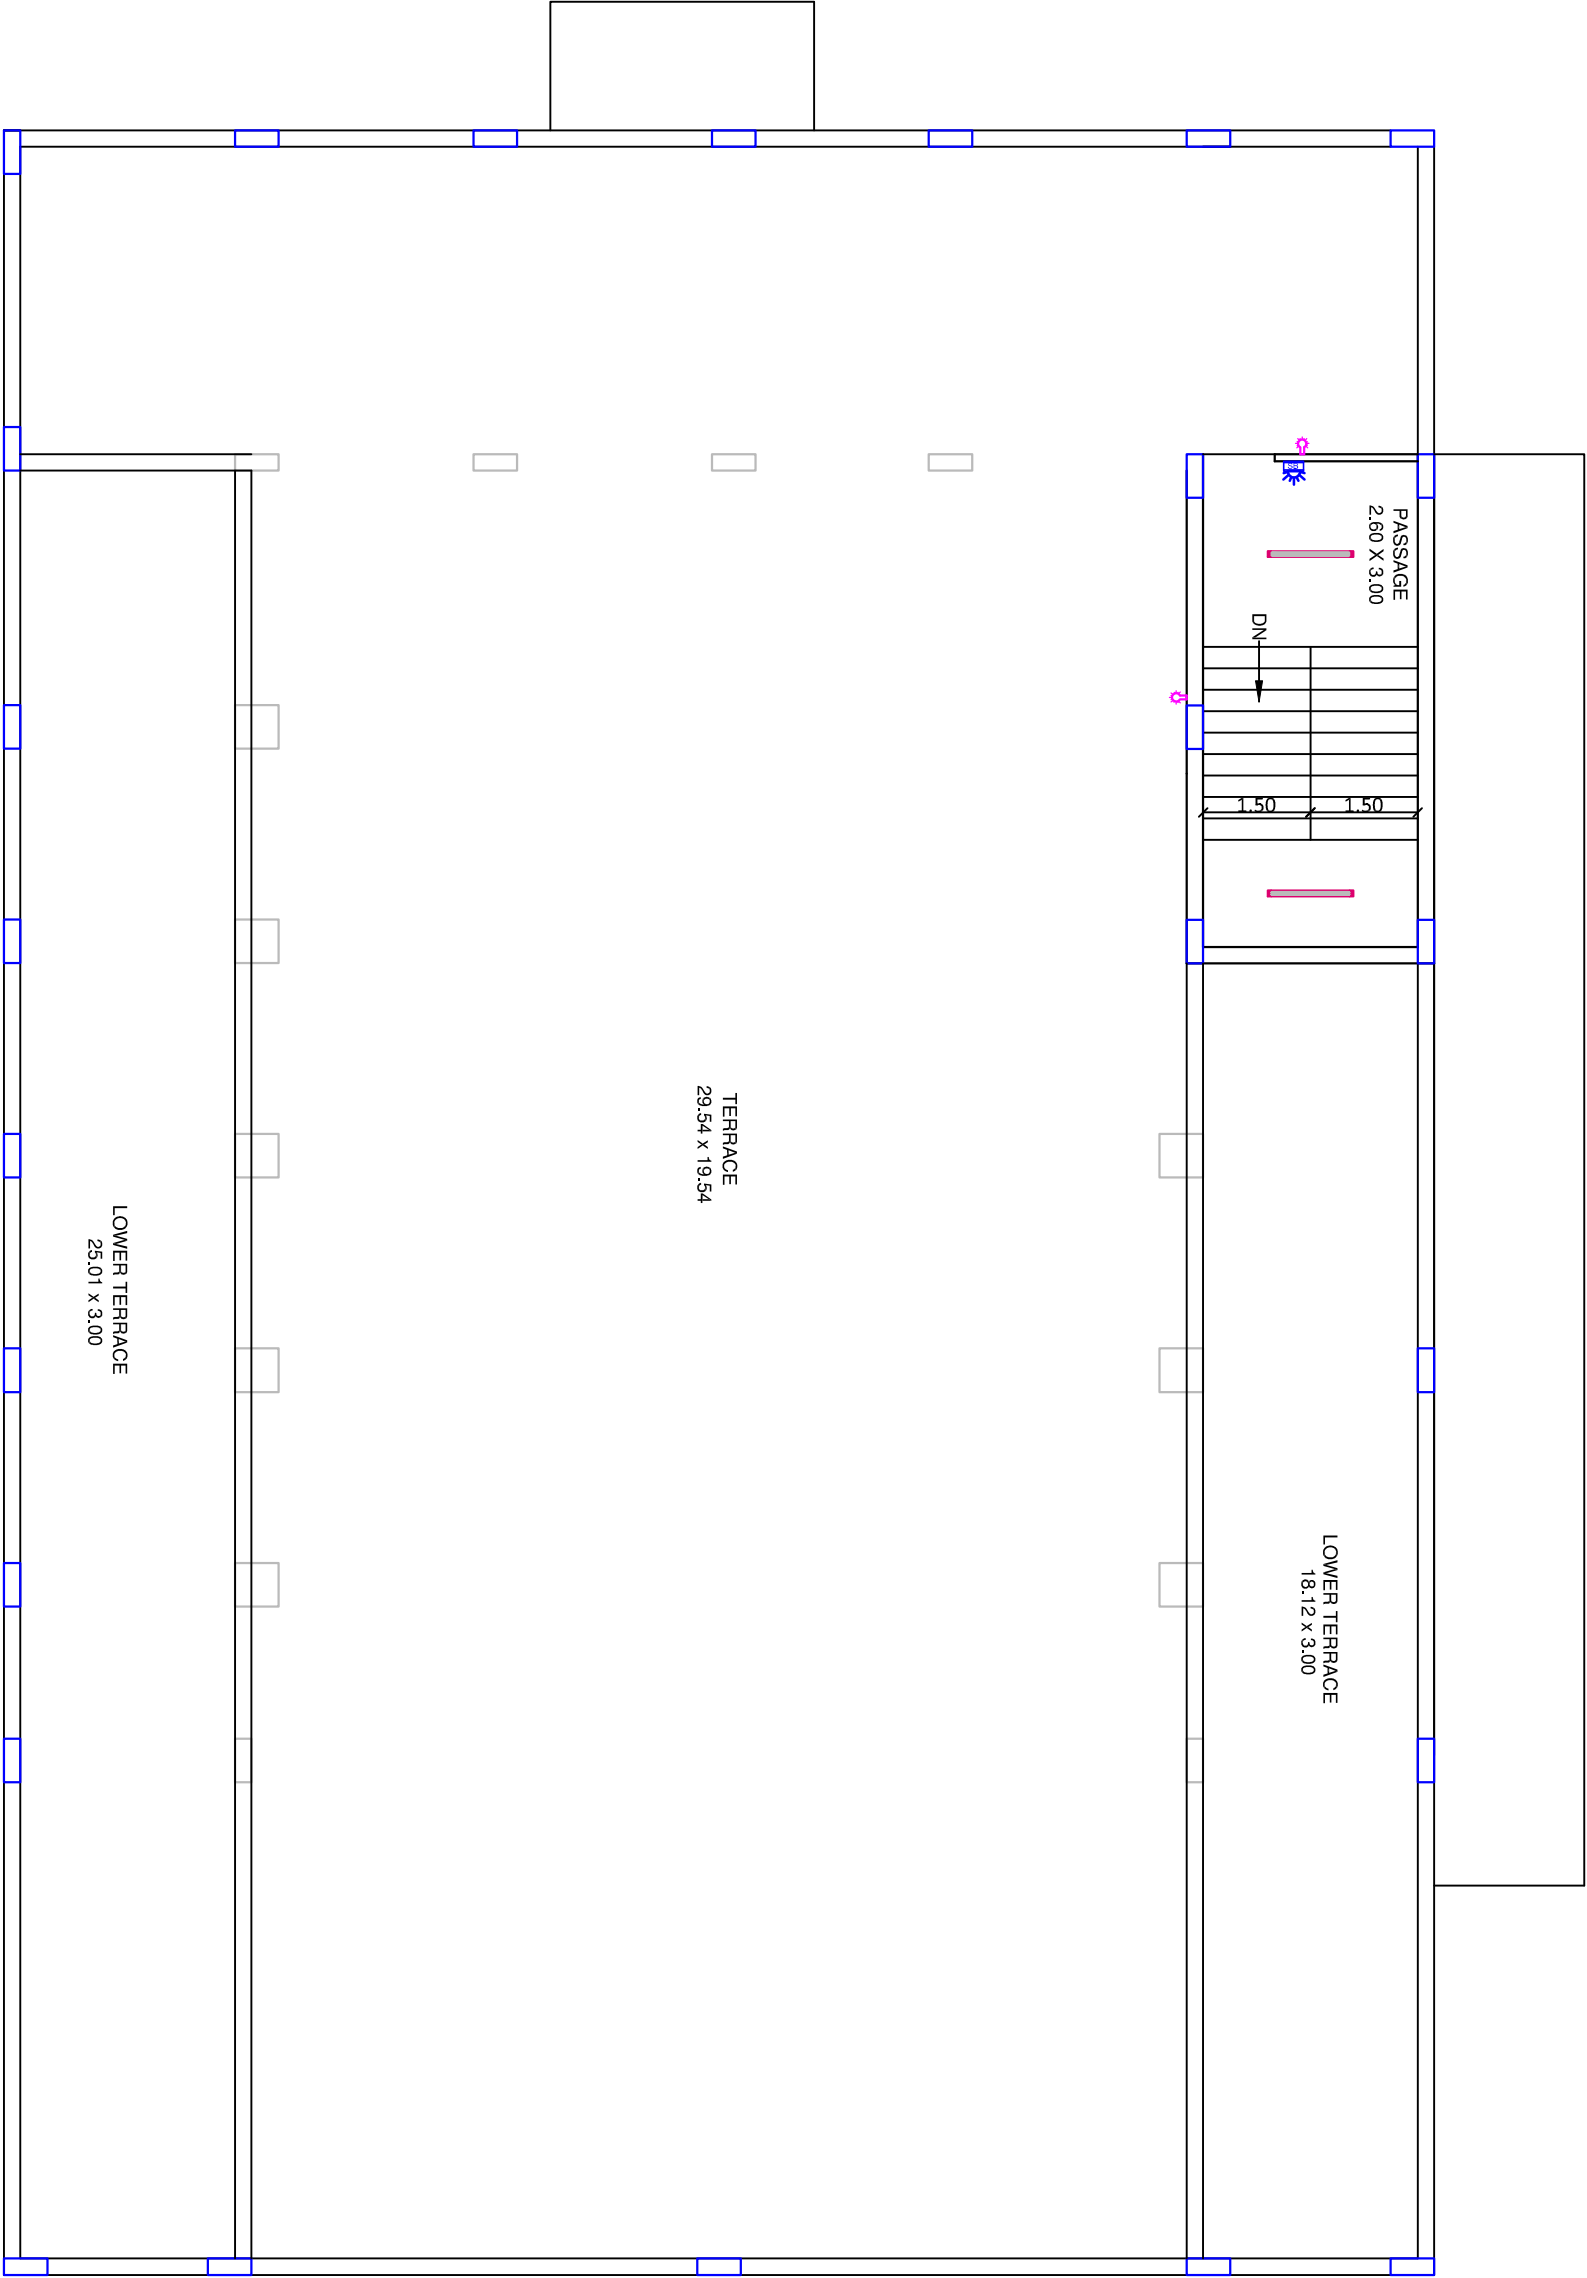 PASSAGE
2.60 X 3.00
DN
1.50
1.50
TERRACE
29.54 x 19.54
LOWER TERRACE
25.01 x 3.00
LOWER TERRACE
18.12 x 3.00
SB